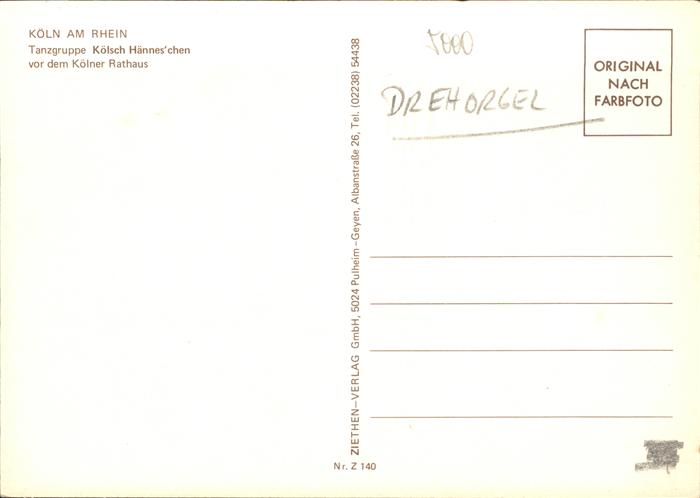 KÖLN AM RHEIN
Tanzgruppe Kölsch Hännes'chen
vor dem Kölner Rathaus
ZIETHEN-VERLAG GmbH, 5024 Pulheim-Geyen, Albanstraße 26, Tel. (02238) 54438
Nr. Z 140
DREHORGEL
ORIGINAL
NACH
FARBFOTO